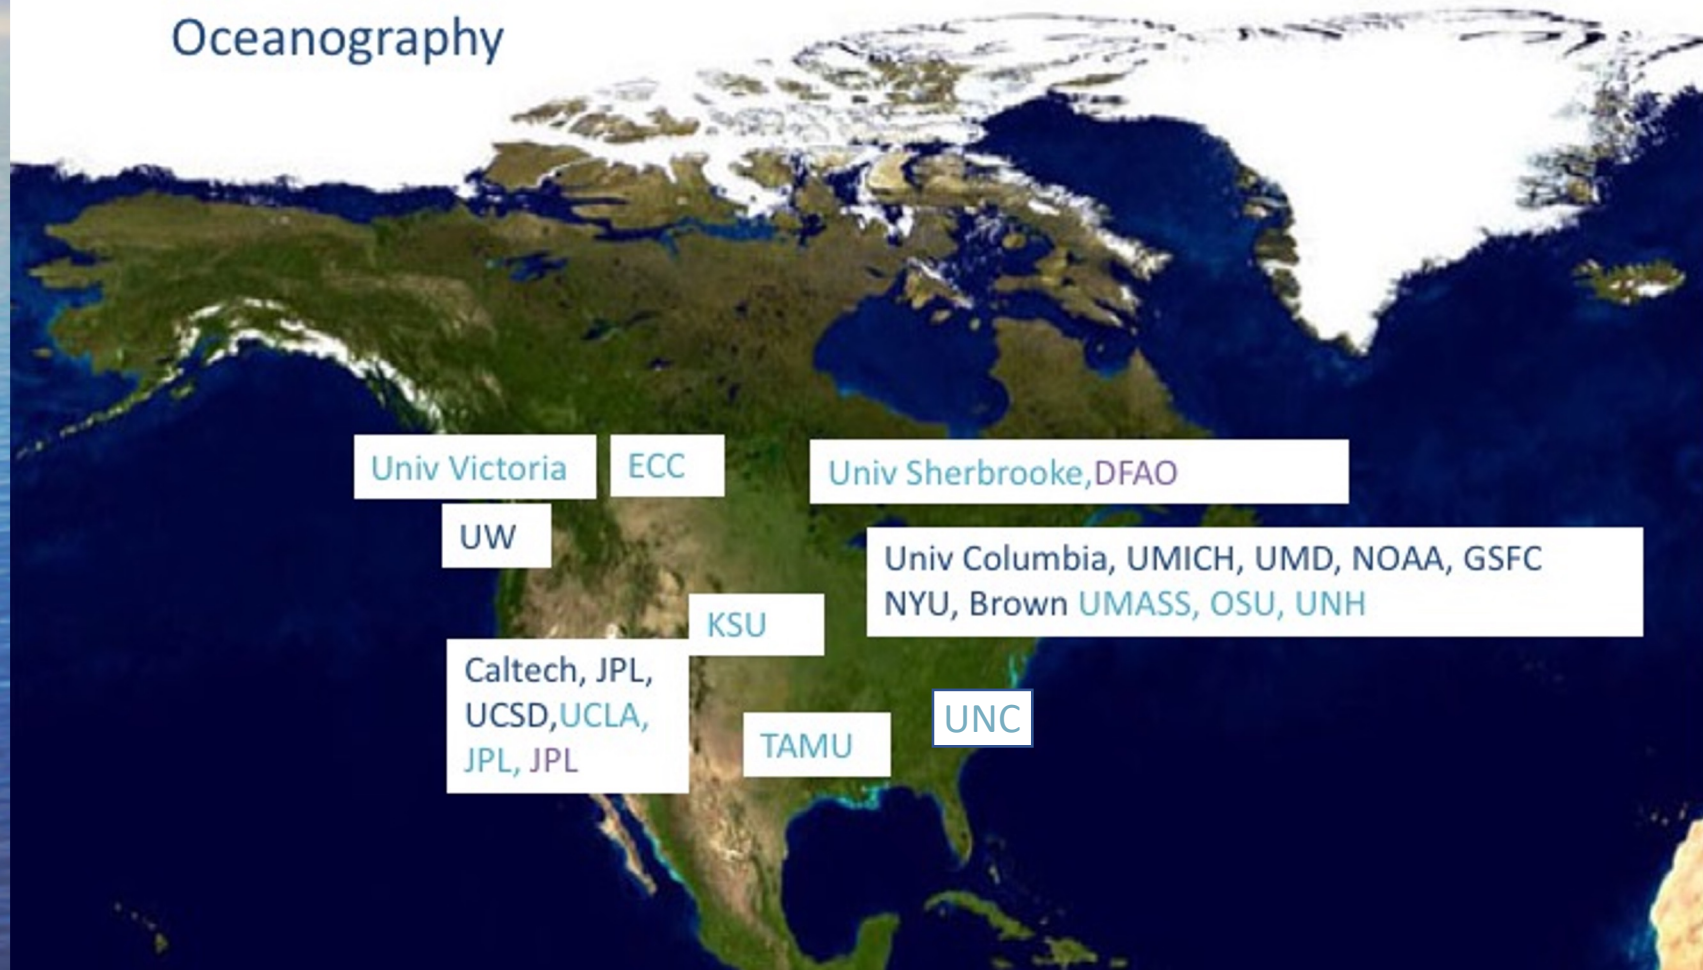 Oceanography
Univ Victoria
ECC
Univ Sherbrooke,DFAO
UW
Univ Columbia, UMICH, UMD, NOAA, GSFC
NYU, Brown UMASS, OSU, UNH
KSU
Caltech, JPL,
UCSD,UCLA,
JPL, JPL
TAMU
UNC